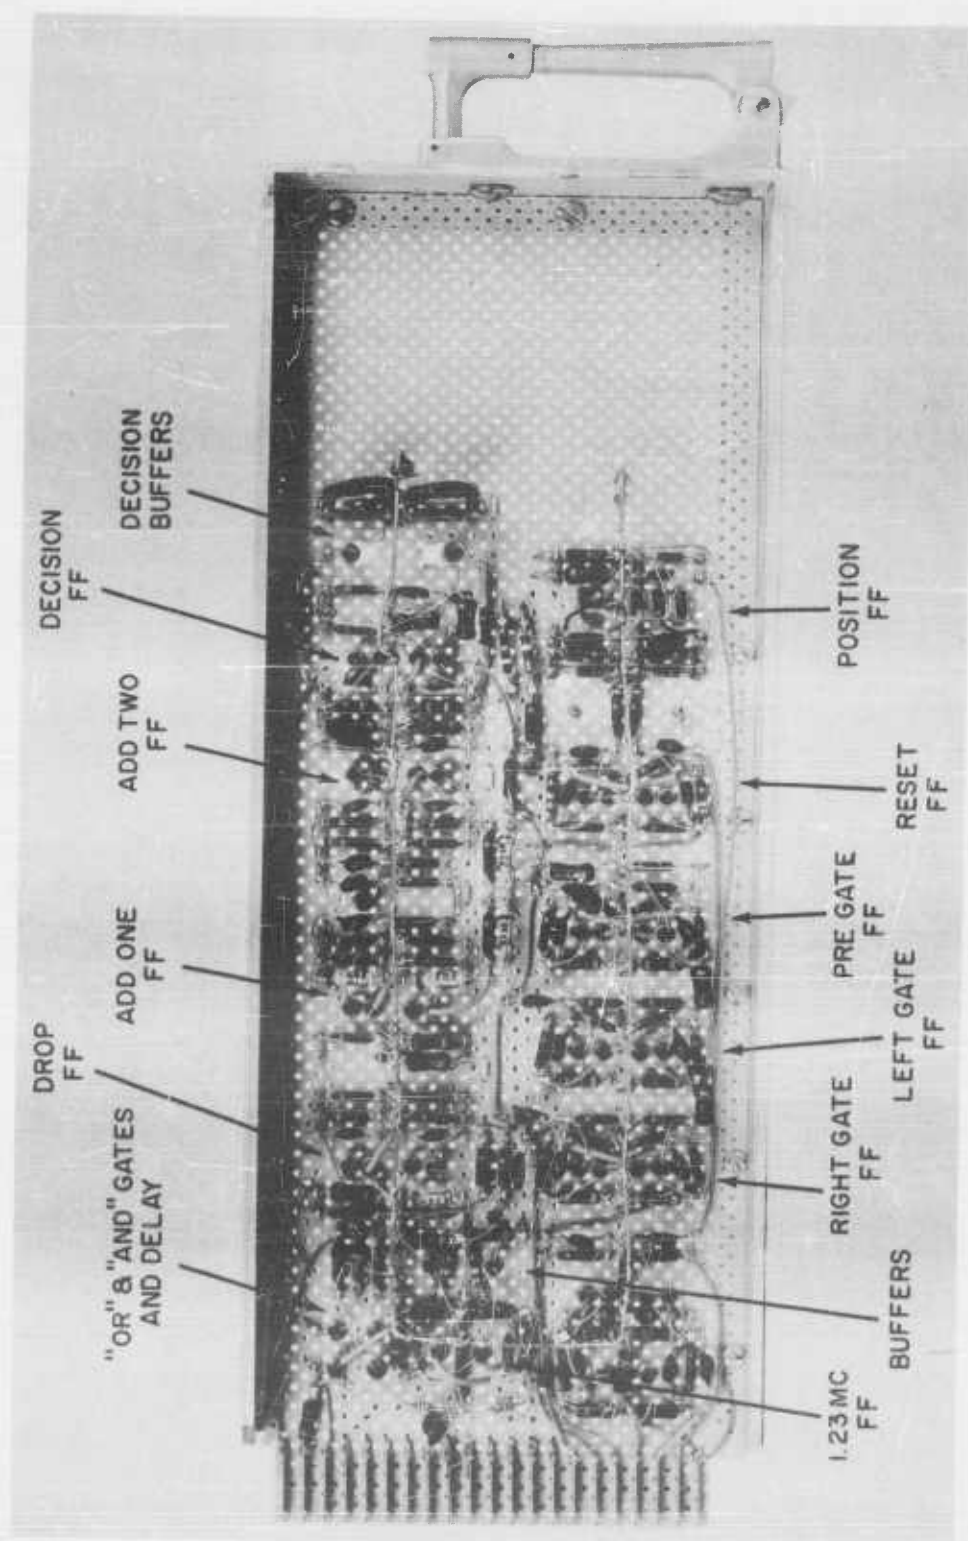 "OR" & "AND" GATES
AND DELAY
DROP
FF
ADD ONE
FF
ADD TWO
FF
DECISION
FF
DECISION
BUFFERS
1.23 MC
FF
BUFFERS
RIGHT GATE
FF
LEFT GATE
FF
PRE GATE
FF
RESET
FF
POSITION
FF